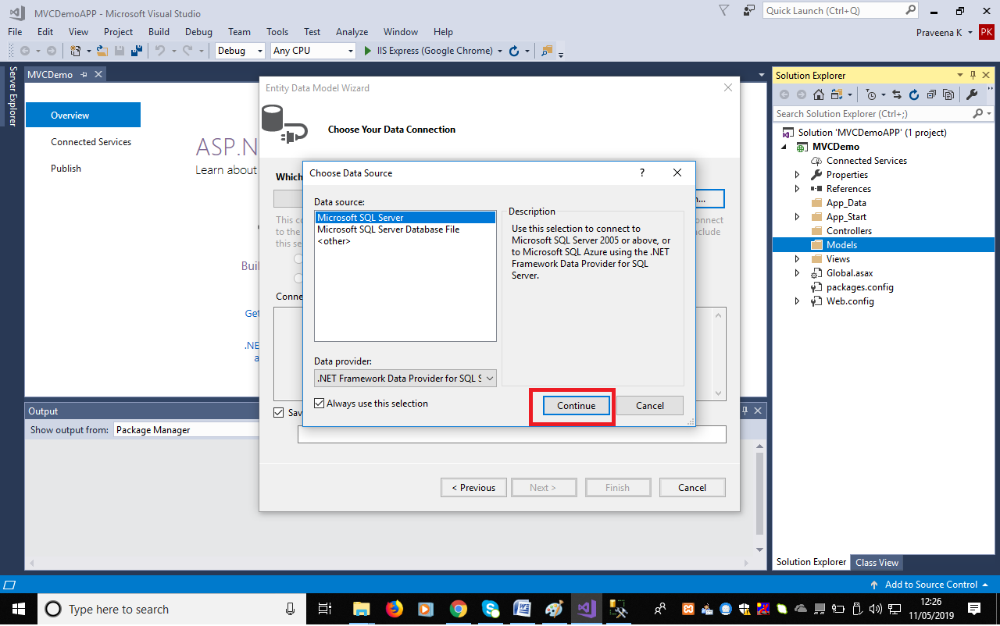 MVCDemoAPP - Microsoft Visual Studio
Quick Launch (Ctrl+Q)
File Edit View Project Build Debug Team Tools Test Analyze Window Help
Praveena K
PK
Debug Any CPU IIS Express (Google Chrome)
Server Explorer
MVCDemo
Overview
Connected Services
Publish
ASP.N
Learn about
Buil
Get
.NE
a
Entity Data Model Wizard
Choose Your Data Connection
Which
n...
This co
nnect
to the
clude
this se
Conne
Sav
Choose Data Source
?
Data source:
Microsoft SQL Server
Microsoft SQL Server Database File
<other>
Description
Use this selection to connect to
Microsoft SQL Server 2005 or above, or
to Microsoft SQL Azure using the .NET
Framework Data Provider for SQL
Server.
Data provider:
.NET Framework Data Provider for SQL S
Always use this selection
Continue
Cancel
< Previous
Next >
Finish
Cancel
Output
Show output from: Package Manager
Solution Explorer
Search Solution Explorer (Ctrl+;)
Solution 'MVCDemoAPP' (1 project)
MVCDemo
Connected Services
Properties
References
App_Data
App_Start
Controllers
Models
Views
Global.asax
packages.config
Web.config
Solution Explorer Class View
Add to Source Control
Type here to search
12:26
11/05/2019